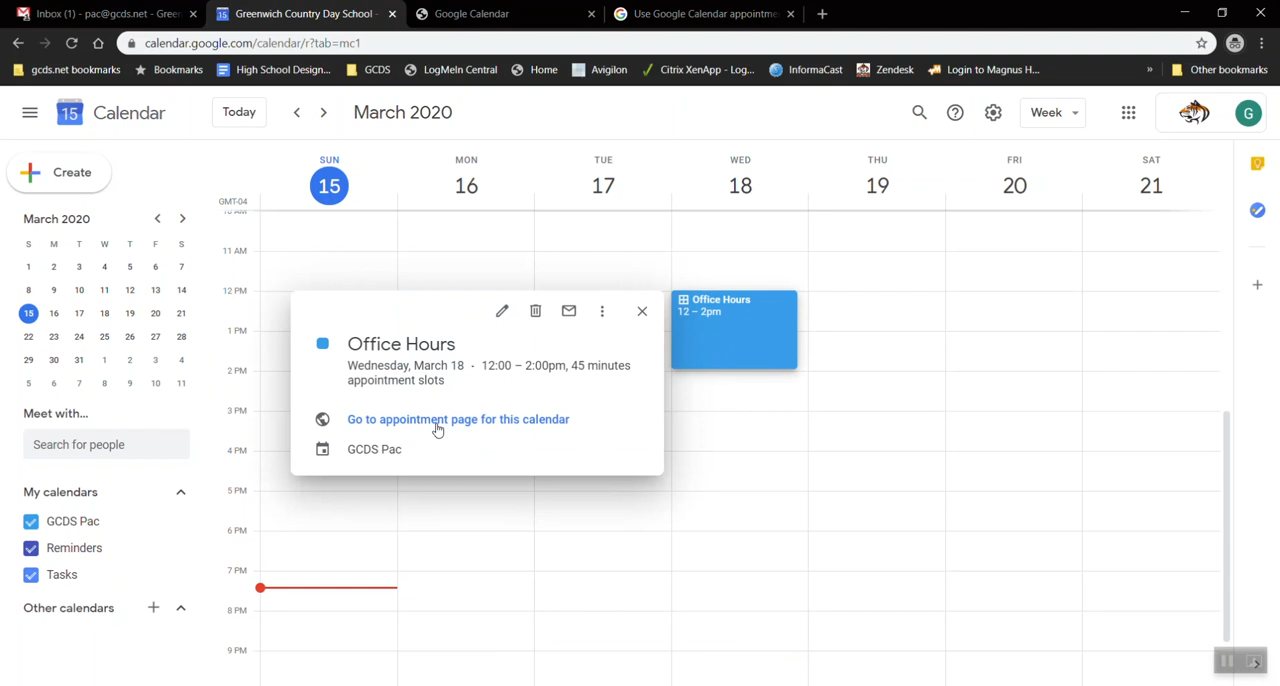 Inbox (1) - pac@gcds.net - Green
Greenwich Country Day School -
Google Calendar
Use Google Calendar appointme
calendar.google.com/calendar/r?tab=mc1
gcds.net bookmarks
Bookmarks
High School Design...
GCDS
LogMeIn Central
Home
Avigilon
Citrix XenApp - Log...
InformaCast
Zendesk
Login to Magnus H...
»
Other bookmarks
15
Calendar
Today
March 2020
Week
G
Create
SUN MON TUE WED THU FRI SAT
15 16 17 18 19 20 21
GMT-04
March 2020
S M T W T F S
1 2 3 4 5 6 7
8 9 10 11 12 13 14
15 16 17 18 19 20 21
22 23 24 25 26 27 28
29 30 31 1 2 3 4
5 6 7 8 9 10 11
Meet with...
Search for people
My calendars
GCDS Pac
Reminders
Tasks
Other calendars
10 AM
11 AM
12 PM
1 PM
2 PM
3 PM
4 PM
5 PM
6 PM
7 PM
8 PM
9 PM
Office Hours
12 – 2pm
Office Hours
Wednesday, March 18 · 12:00 – 2:00pm, 45 minutes
appointment slots
Go to appointment page for this calendar
GCDS Pac